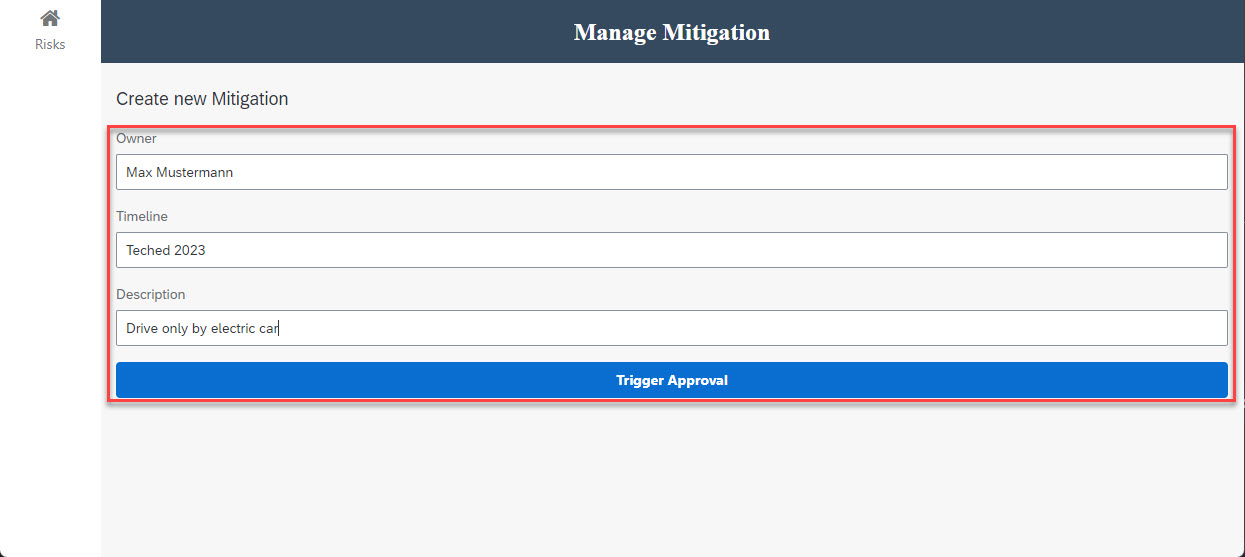 Risks
Manage Mitigation
Create new Mitigation
Owner
Max Mustermann
Timeline
Teched 2023
Description
Drive only by electric car
Trigger Approval